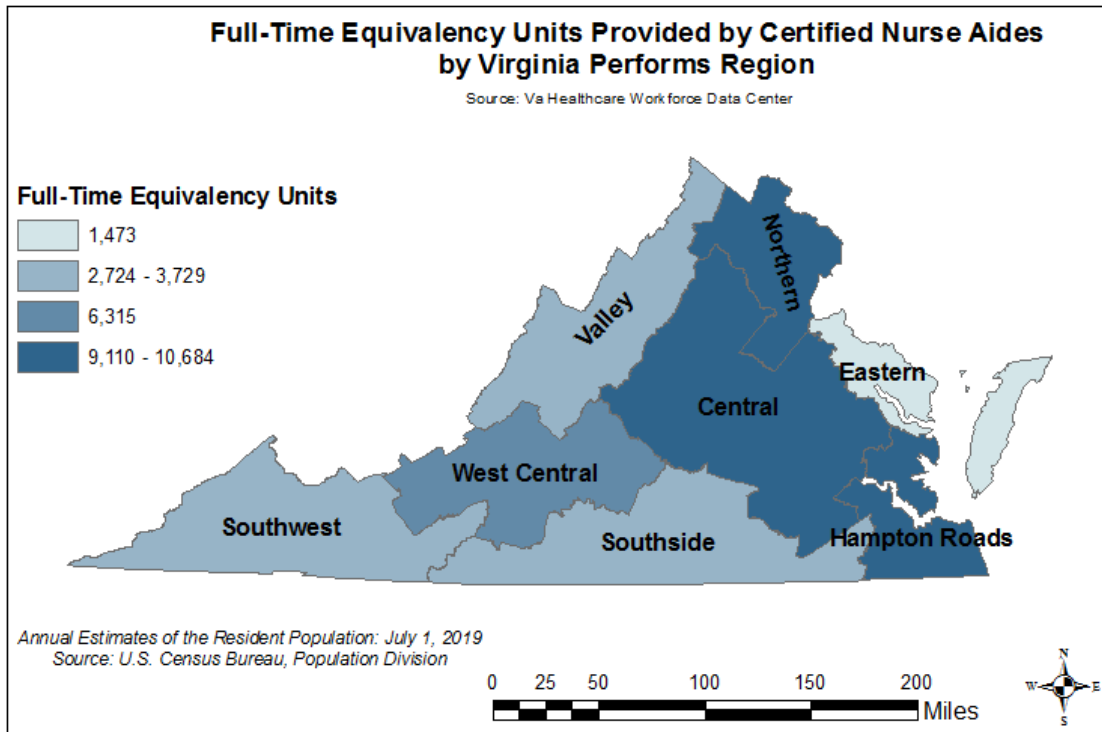 Full-Time Equivalency Units Provided by Certified Nurse Aides
by Virginia Performs Region
Source: Va Healthcare Workforce Data Center
Full-Time Equivalency Units
1,473
2,724 - 3,729
6,315
9,110 - 10,684
Northern
Valley
Eastern
Central
West Central
Southwest
Southside
Hampton Roads
Annual Estimates of the Resident Population: July 1, 2019
Source: U.S. Census Bureau, Population Division
0 25 50 100 150 200
Miles
N
W E
S